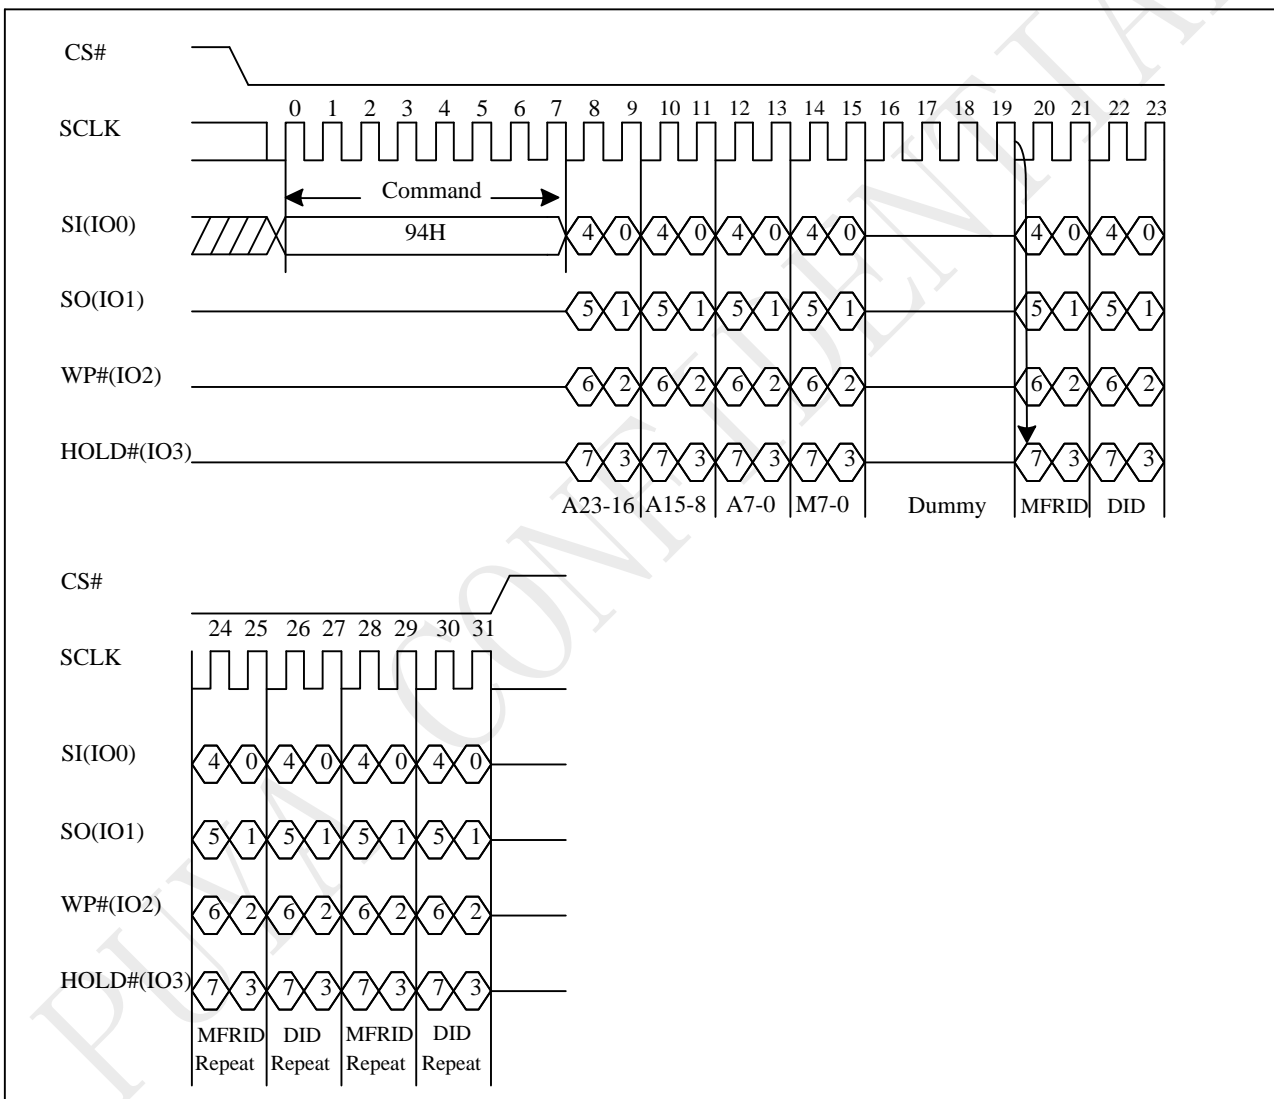 CS#
0 1 2 3 4 5 6 7 8 9 10 11 12 13 14 15 16 17 18 19 20 21 22 23
SCLK
Command
SI(IO0) 94H 4 0 4 0 4 0 4 0 4 0 4 0
SO(IO1) 5 1 5 1 5 1 5 1 5 1 5 1
WP#(IO2) 6 2 6 2 6 2 6 2 6 2 6 2
HOLD#(IO3) 7 3 7 3 7 3 7 3 7 3 7 3
A23-16 A15-8 A7-0 M7-0 Dummy MFRID DID
CS#
24 25 26 27 28 29 30 31
SCLK
SI(IO0) 4 0 4 0 4 0 4 0
SO(IO1) 5 1 5 1 5 1 5 1
WP#(IO2) 6 2 6 2 6 2 6 2
HOLD#(IO3) 7 3 7 3 7 3 7 3
MFRID DID MFRID DID
Repeat Repeat Repeat Repeat
PUYA CONFIDENTIAL